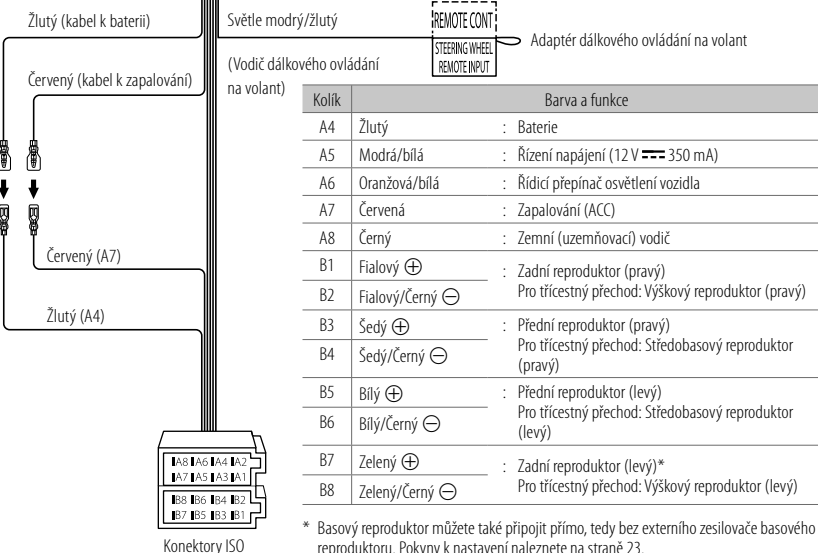 Žlutý (kabel k baterii)
Světle modrý/žlutý
REMOTE CONT
STEERING WHEEL
REMOTE INPUT
Adaptér dálkového ovládání na volant
(Vodič dálkového ovládání
na volant)
Červený (kabel k zapalování)
Červený (A7)
Žlutý (A4)
Kolík Barva a funkce
A4 Žlutý : Baterie
A5 Modrá/bílá : Řízení napájení (12 V ⎓ 350 mA)
A6 Oranžová/bílá : Řídicí přepínač osvětlení vozidla
A7 Červená : Zapalování (ACC)
A8 Černý : Zemní (uzemňovací) vodič
B1 Fialový ⊕ : Zadní reproduktor (pravý)
B2 Fialový/Černý ⊖ Pro třícestný přechod: Výškový reproduktor (pravý)
B3 Šedý ⊕ : Přední reproduktor (pravý)
B4 Šedý/Černý ⊖ Pro třícestný přechod: Středobasový reproduktor
(pravý)
B5 Bílý ⊕ : Přední reproduktor (levý)
B6 Bílý/Černý ⊖ Pro třícestný přechod: Středobasový reproduktor
(levý)
B7 Zelený ⊕ : Zadní reproduktor (levý)*
B8 Zelený/Černý ⊖ Pro třícestný přechod: Výškový reproduktor (levý)
A8 A6 A4 A2
A7 A5 A3 A1
B8 B6 B4 B2
B7 B5 B3 B1
Konektory ISO
* Basový reproduktor můžete také připojit přímo, tedy bez externího zesilovače basového
reproduktoru. Pokyny k nastavení naleznete na straně 23.